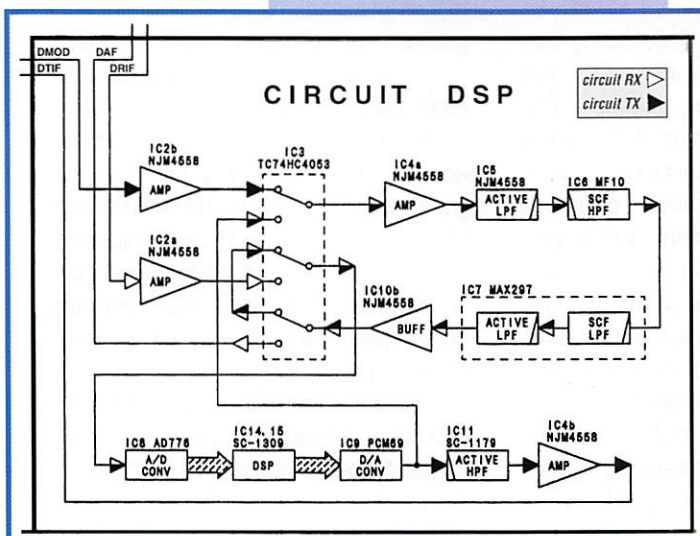 DMOD
DAF
DTIF
DRIF
CIRCUIT DSP
circuit RX
circuit TX
IC2b
NJM4558
AMP
IC3
TC74HC4053
IC4a
NJM4558
AMP
IC5
NJM4558
ACTIVE
LPF
IC6 MF10
SCF
HPF
IC2a
NJM4558
AMP
IC10b
NJM4558
BUFF
IC7 MAX297
ACTIVE
LPF
SCF
LPF
IC8 AD776
A/D
CONV
IC14, 15
SC-1309
DSP
IC9 PCM69
D/A
CONV
IC11
SC-1179
ACTIVE
HPF
IC4b
NJM4558
AMP